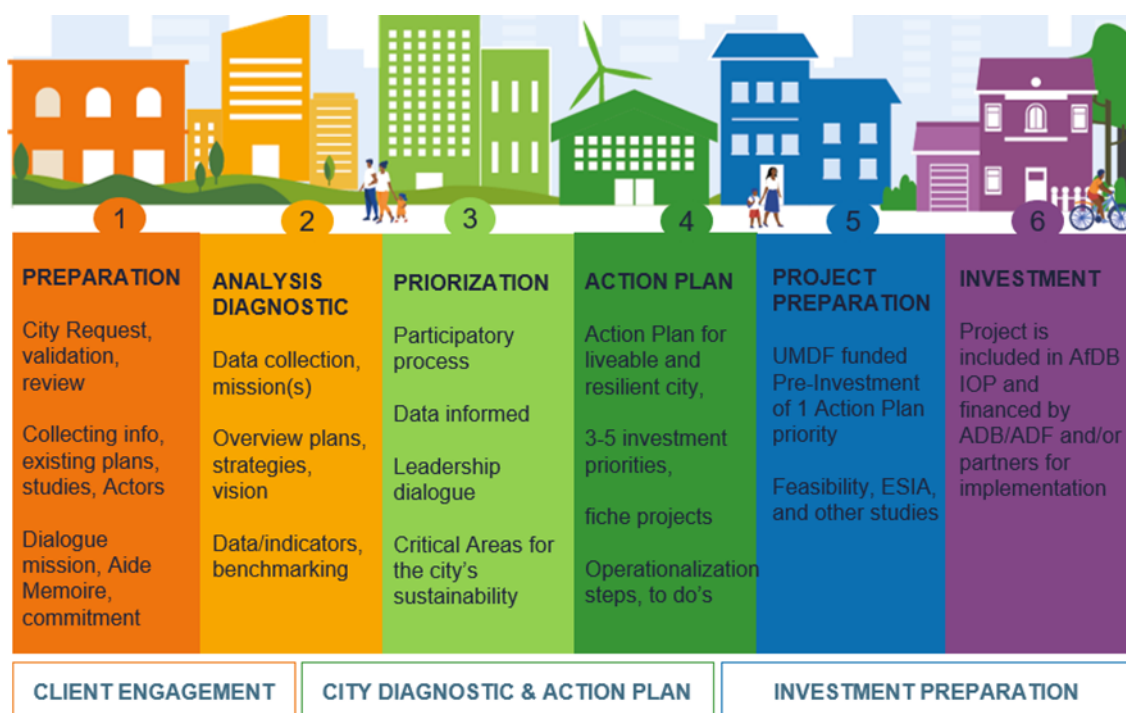 1
PREPARATION
City Request,
validation,
review
Collecting info,
existing plans,
studies, Actors
Dialogue
mission, Aide
Memoire,
commitment
2
ANALYSIS
DIAGNOSTIC
Data collection,
mission(s)
Overview plans,
strategies,
vision
Data/indicators,
benchmarking
3
PRIORIZATION
Participatory
process
Data informed
Leadership
dialogue
Critical Areas for
the city's
sustainability
4
ACTION PLAN
Action Plan for
liveable and
resilient city,
3-5 investment
priorities,
fiche projects
Operationalization
steps, to do's
5
PROJECT
PREPARATION
UMDF funded
Pre-Investment
of 1 Action Plan
priority
Feasibility, ESIA,
and other studies
6
INVESTMENT
Project is
included in AfDB
IOP and
financed by
ADB/ADF and/or
partners for
implementation
CLIENT ENGAGEMENT
CITY DIAGNOSTIC & ACTION PLAN
INVESTMENT PREPARATION